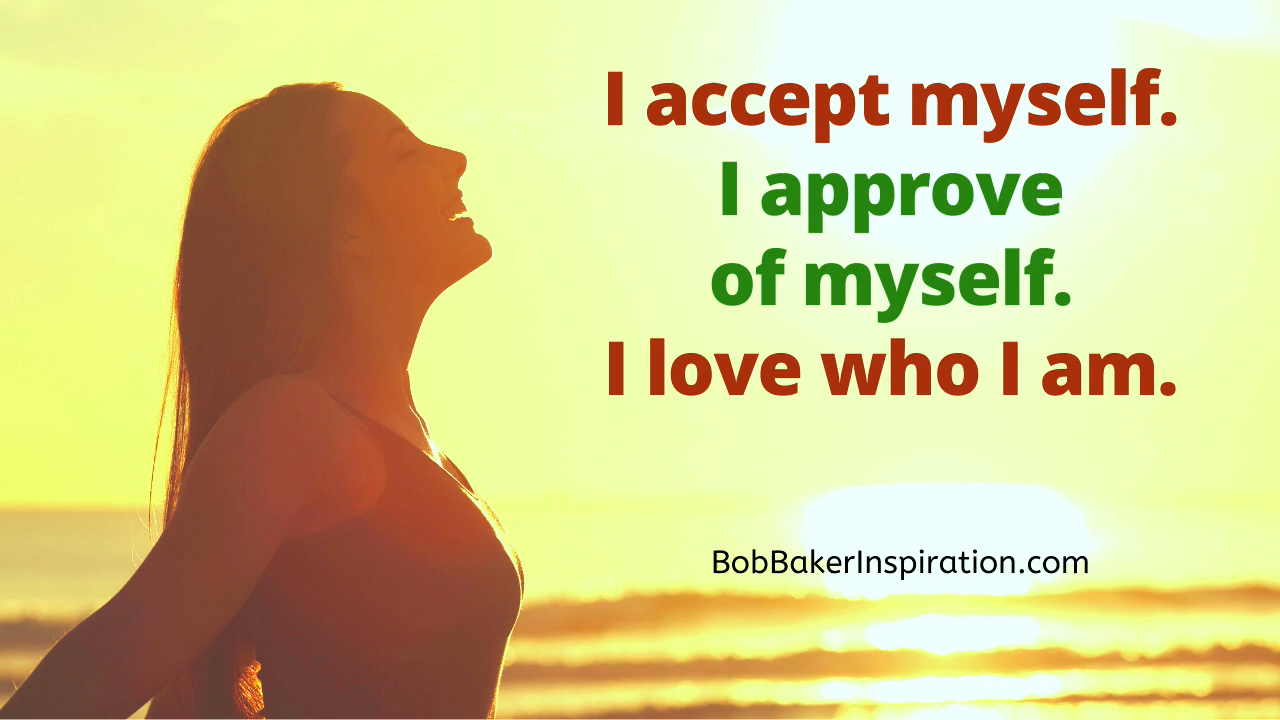 I accept myself.
I approve
of myself.
I love who I am.
BobBakerInspiration.com